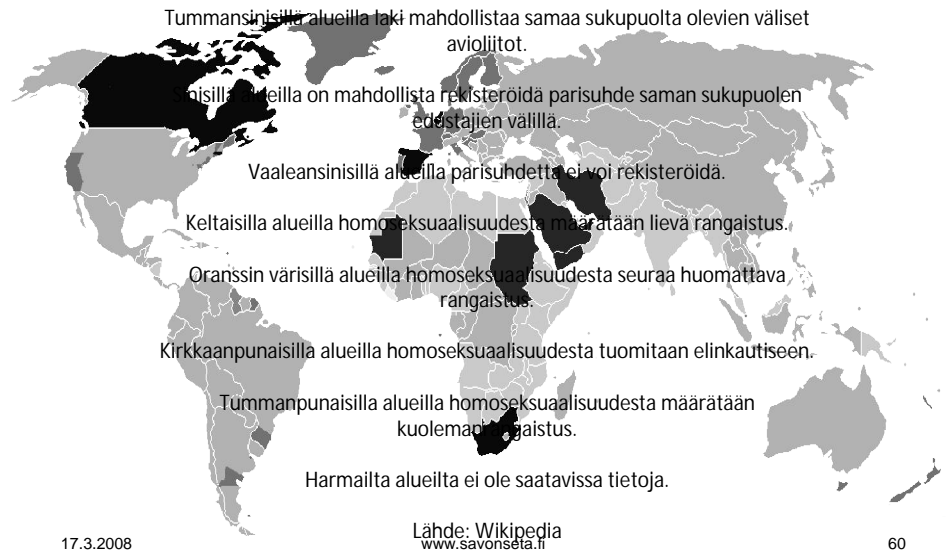 Tummansinisillä alueilla laki mahdollistaa samaa sukupuolta olevien väliset
avioliitot.
Sinisillä alueilla on mahdollista rekisteröidä parisuhde saman sukupuolen
edustajien välillä.
Vaaleansinisillä alueilla parisuhdetta ei voi rekisteröidä.
Keltaisilla alueilla homoseksuaalisuudesta määrätään lievä rangaistus.
Oranssin värisillä alueilla homoseksuaalisuudesta seuraa huomattava
rangaistus.
Kirkkaanpunaisilla alueilla homoseksuaalisuudesta tuomitaan elinkautiseen.
Tummanpunaisilla alueilla homoseksuaalisuudesta määrätään
kuolemanrangaistus.
Harmailta alueilta ei ole saatavissa tietoja.
Lähde: Wikipedia
17.3.2008
www.savonseta.fi
60